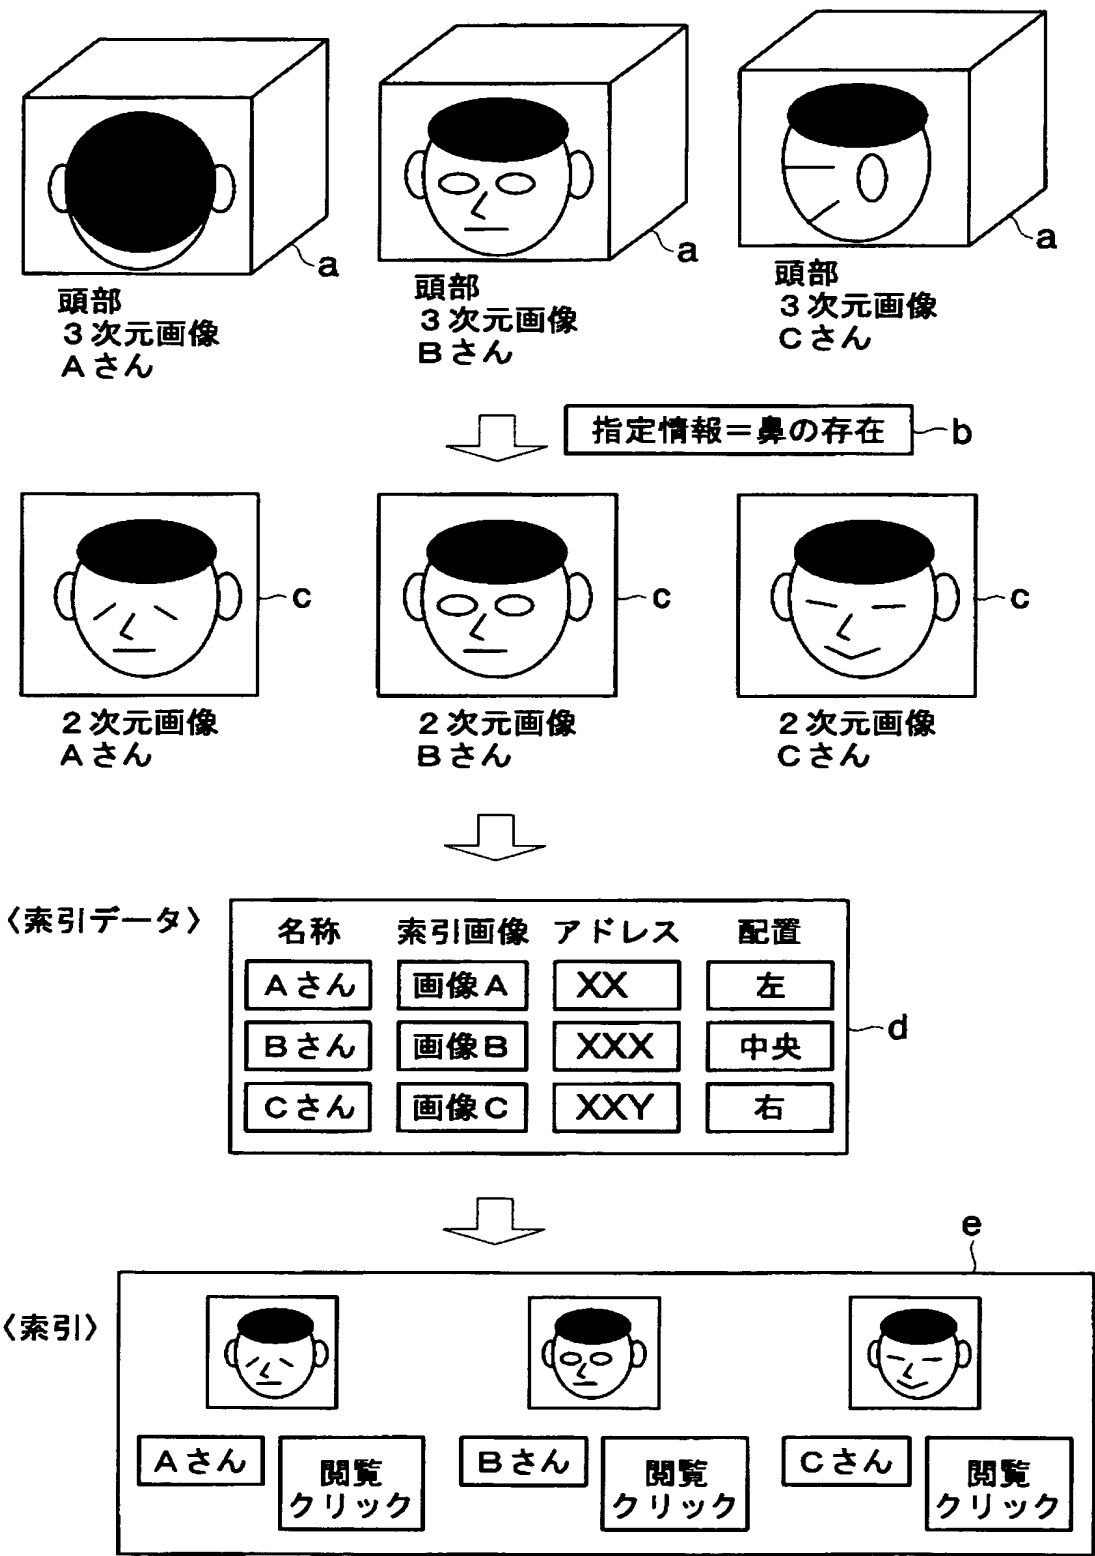 a
a
a
頭部
3次元画像
Aさん
頭部
3次元画像
Bさん
頭部
3次元画像
Cさん
指定情報=鼻の存在
b
c
c
c
2次元画像
Aさん
2次元画像
Bさん
2次元画像
Cさん
〈索引データ〉
名称 索引画像 アドレス 配置
Aさん 画像A XX 左
Bさん 画像B XXX 中央
Cさん 画像C XXY 右
d
e
〈索引〉
Aさん
閲覧
クリック
Bさん
閲覧
クリック
Cさん
閲覧
クリック